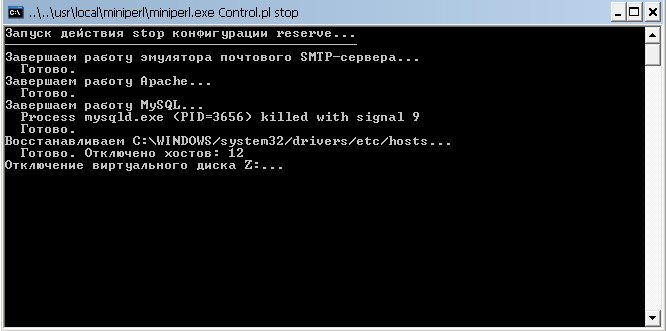 ..\..\usr\local\miniperl\miniperl.exe Control.pl stop
Запуск действия stop конфигурации reserve...
Завершаем работу эмулятора почтового SMTP-сервера...
Готово.
Завершаем работу Apache...
Готово.
Завершаем работу MySQL...
Process mysqld.exe (PID=3656) killed with signal 9
Готово.
Восстанавливаем C:\WINDOWS/system32/drivers/etc/hosts...
Готово. Отключено хостов: 12
Отключение виртуального диска Z:...